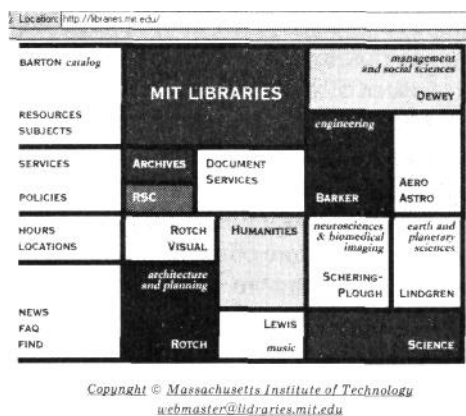 Location: http://libraries.mit.edu/
BARTON catalog
RESOURCES
SUBJECTS
SERVICES
POLICIES
HOURS
LOCATIONS
NEWS
FAQ
FIND
MIT LIBRARIES
management
and social sciences
DEWEY
engineering
BARKER
AERO
ASTRO
ARCHIVES
RSC
DOCUMENT
SERVICES
ROTCH
VISUAL
HUMANITIES
neurosciences
& biomedical
imaging
SCHERING-
PLOUGH
earth and
planetary
sciences
LINDGREN
architecture
and planning
ROTCH
LEWIS
music
SCIENCE
Copyright © Massachusetts Institute of Technology
webmaster@lidraries.mit.edu